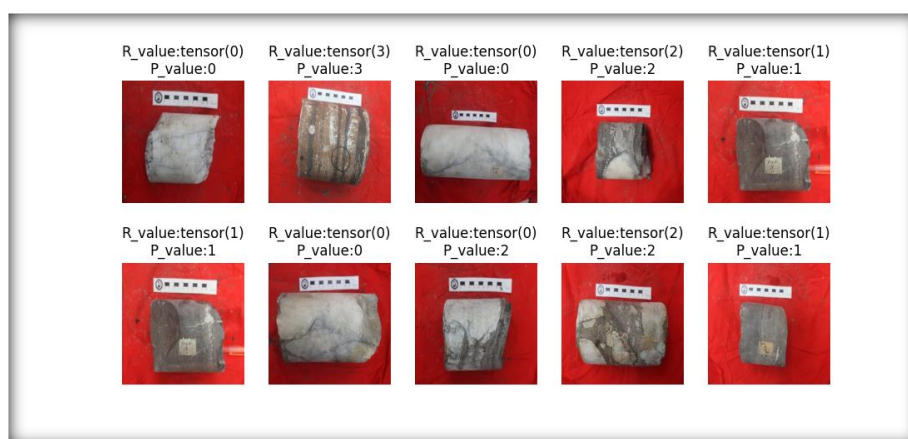 R_value:tensor(0)
P_value:0
R_value:tensor(3)
P_value:3
R_value:tensor(0)
P_value:0
R_value:tensor(2)
P_value:2
R_value:tensor(1)
P_value:1
R_value:tensor(1)
P_value:1
R_value:tensor(0)
P_value:0
R_value:tensor(0)
P_value:2
R_value:tensor(2)
P_value:2
R_value:tensor(1)
P_value:1